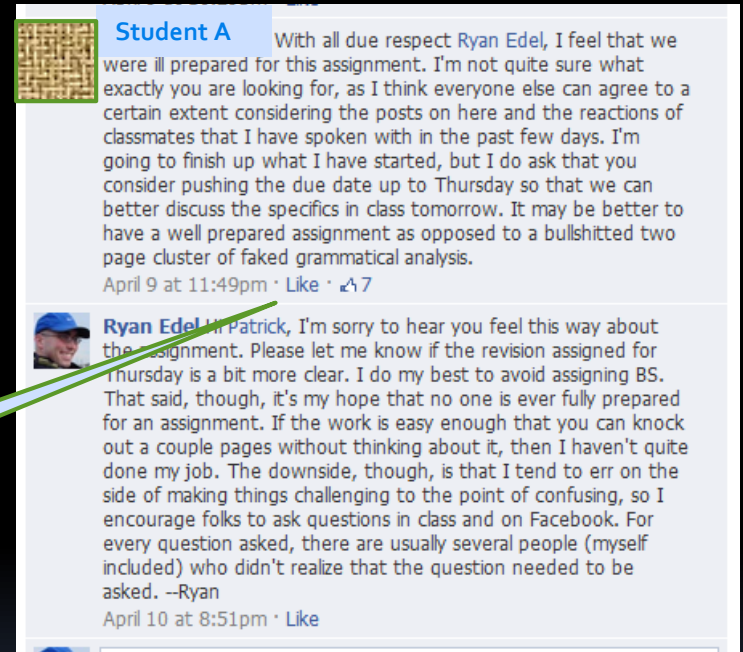 Student A
With all due respect Ryan Edel, I feel that we
were ill prepared for this assignment. I'm not quite sure what
exactly you are looking for, as I think everyone else can agree to a
certain extent considering the posts on here and the reactions of
classmates that I have spoken with in the past few days. I'm
going to finish up what I have started, but I do ask that you
consider pushing the due date up to Thursday so that we can
better discuss the specifics in class tomorrow. It may be better to
have a well prepared assignment as opposed to a bullshitted two
page cluster of faked grammatical analysis.
April 9 at 11:49pm · Like · 7
Ryan Edel Hi Patrick, I'm sorry to hear you feel this way about
the assignment. Please let me know if the revision assigned for
Thursday is a bit more clear. I do my best to avoid assigning BS.
That said, though, it's my hope that no one is ever fully prepared
for an assignment. If the work is easy enough that you can knock
out a couple pages without thinking about it, then I haven't quite
done my job. The downside, though, is that I tend to err on the
side of making things challenging to the point of confusing, so I
encourage folks to ask questions in class and on Facebook. For
every question asked, there are usually several people (myself
included) who didn't realize that the question needed to be
asked. --Ryan
April 10 at 8:51pm · Like